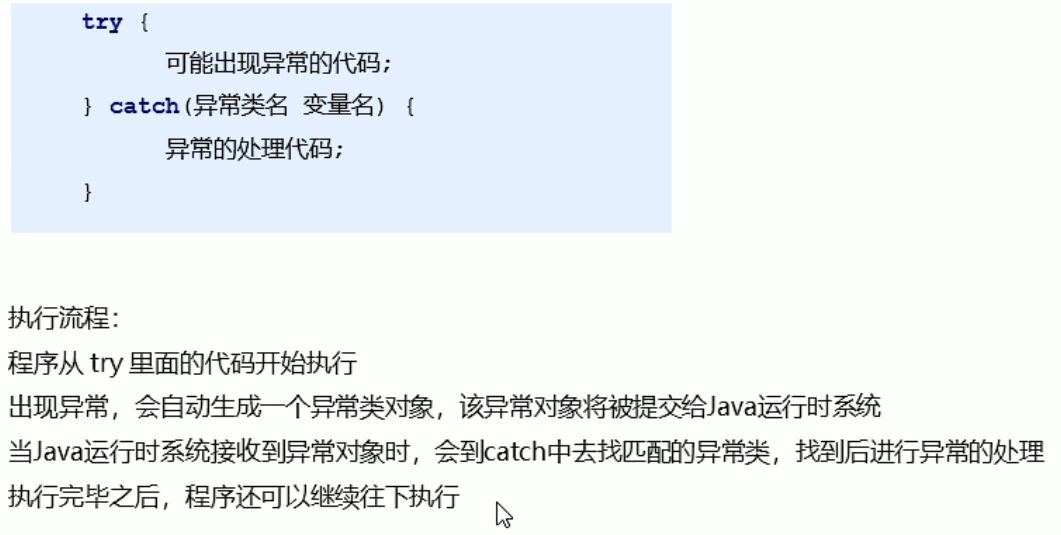 try {
可能出现异常的代码;
} catch(异常类名 变量名) {
异常的处理代码;
}
执行流程：
程序从 try 里面的代码开始执行
出现异常，会自动生成一个异常类对象，该异常对象将被提交给Java运行时系统
当Java运行时系统接收到异常对象时，会到catch中去找匹配的异常类，找到后进行异常的处理
执行完毕之后，程序还可以继续往下执行